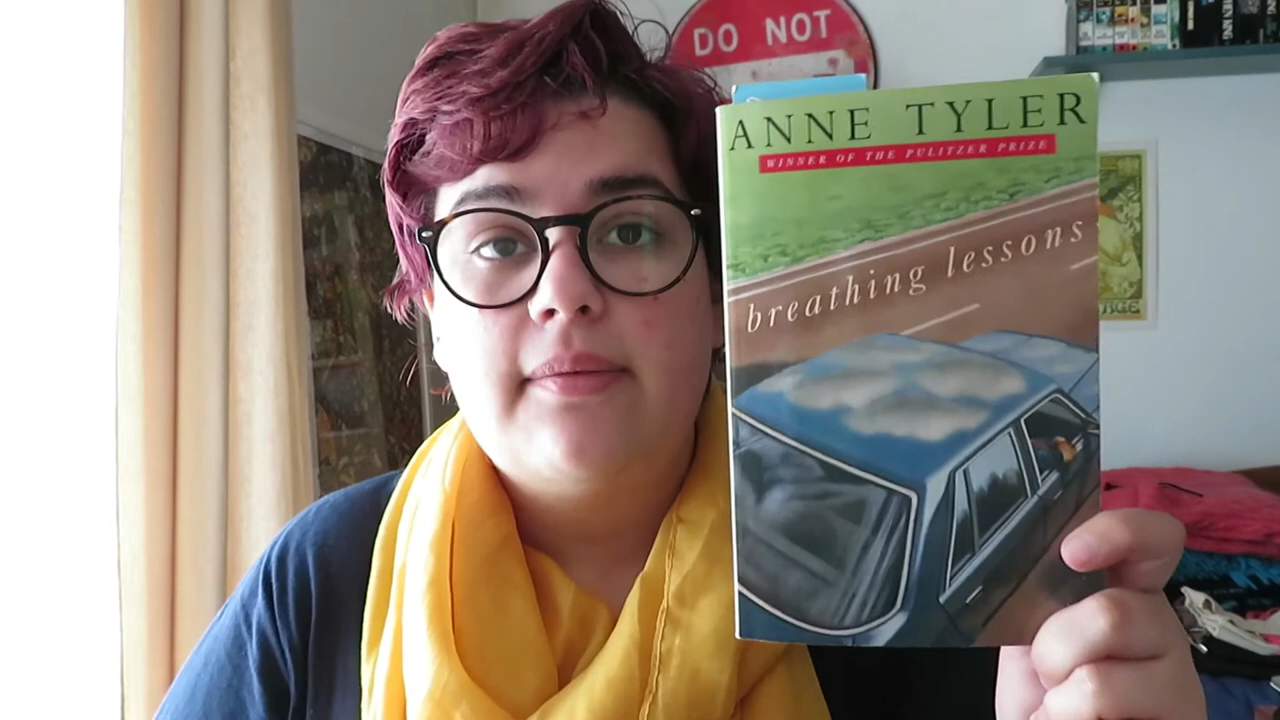 DO NOT
ANNE TYLER
WINNER OF THE PULITZER PRIZE
breathing lessons